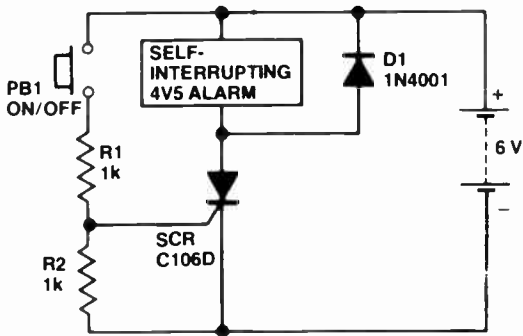 SELF-
INTERRUPTING
4V5 ALARM
D1
1N4001
PB1
ON/OFF
+
6 V
−
R1
1k
SCR
C106D
R2
1k